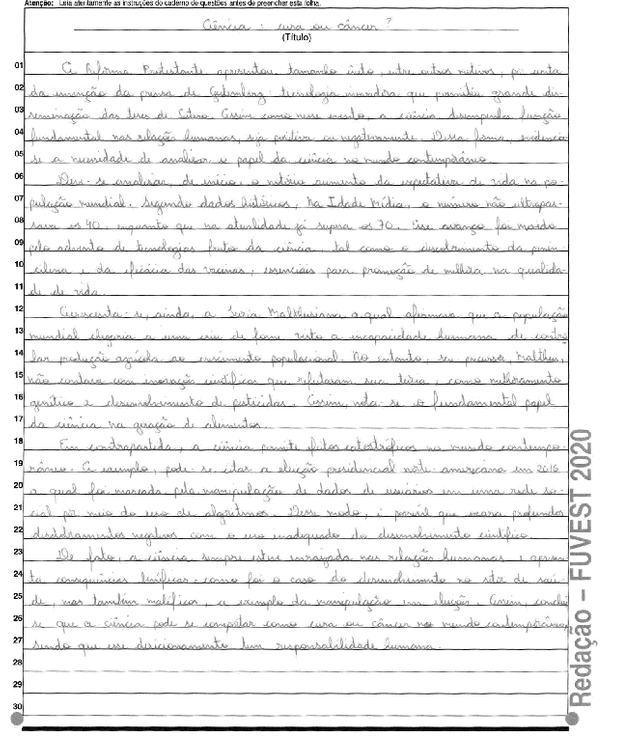 Atenção: Leia atentamente as instruções do caderno de questões antes de preencher esta folha.
Ciência: cura ou câncer?
(Título)
01 A Reforma Protestante apresentou tamanho êxito, entre outros motivos, por conta
02 da invenção da prensa de Gutenberg: tecnologia inovadora que permitiu grande dis-
03 seminação das teses de Lutero. Assim como nesse evento, a ciência desempenha função
04 fundamental nas relações humanas, seja positiva ou negativamente. Dessa forma, evidencia-
05 se a necessidade de analisar o papel da ciência no mundo contemporâneo.
06 Deve-se analisar, de início, o notório aumento da expectativa de vida na po-
07 pulação mundial. Segundo dados históricos, na Idade Média, o número não ultrapas-
08 sava os 40 enquanto que na atualidade já supera os 70. Esse avanço foi movido
09 pelo advento de tecnologias fruto da ciência, tal como o descobrimento da peni-
10 cilina e da eficácia das vacinas, essenciais para promoção de melhora na qualida-
11 de de vida.
12 Acrescenta-se, ainda, a Teoria Malthusiana a qual afirmava que a população
13 mundial chegaria a uma crise de fome visto a incapacidade humana de contro-
14 lar produção agrícola ao crescimento populacional. No entanto, seu precursor, Malthus,
15 não contava com inovações científicas que refutariam sua teoria, como melhoramento
16 genético e desenvolvimento de pesticidas. Assim, nota-se o fundamental papel
17 da ciência na geração de alimentos.
18 Em contrapartida, a ciência permite feitos catastróficos no mundo contempo-
19 râneo. A exemplo, pode-se citar a eleição presidencial norte-americana em 2016
20 a qual foi marcada pela manipulação de dados de usuários em uma rede so-
21 cial por meio do uso de algoritmos. Desse modo, é possível que ocorra profundos
22 desdobramentos negativos com o uso inadequado do desenvolvimento científico.
23 De fato, a ciência sempre esteve enraizada nas relações humanas e apresen-
24 ta consequências benéficas, como foi o caso do desenvolvimento no setor de saú-
25 de, mas também maléficas, a exemplo da manipulação em eleições. Assim, conclui-
26 se que a ciência pode se comportar como cura ou câncer no mundo contemporâneo,
27 sendo que esse direcionamento tem responsabilidade humana.
28
29
30
Redação – FUVEST 2020